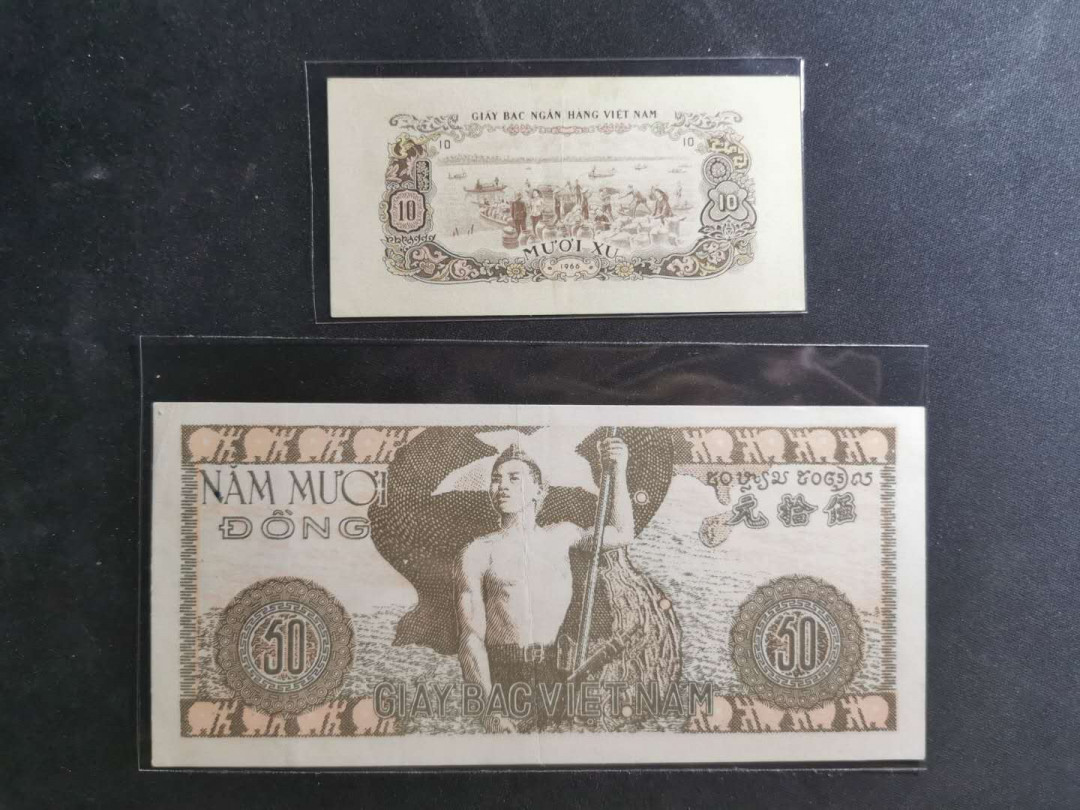 GIẤY BẠC NGÂN HÀNG VIỆT NAM
10 10
10 10
MƯỜI XU
1966
NĂM MƯƠI
ĐỒNG
伍拾元
50 50
GIẤY BẠC VIỆT NAM